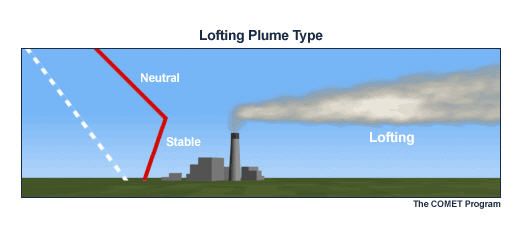 Lofting Plume Type
Neutral
Stable
Lofting
The COMET Program